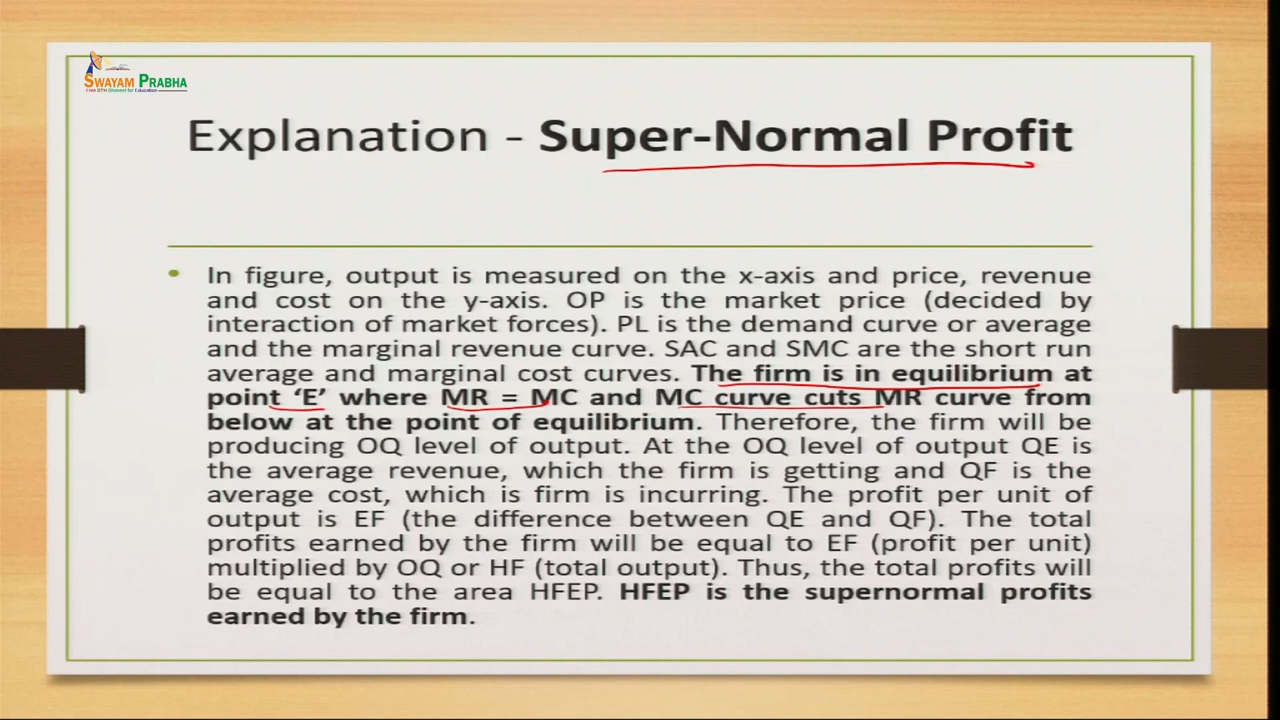 SWAYAM PRABHA
Free DTH Channel for Education
Explanation - Super-Normal Profit
• In figure, output is measured on the x-axis and price, revenue
and cost on the y-axis. OP is the market price (decided by
interaction of market forces). PL is the demand curve or average
and the marginal revenue curve. SAC and SMC are the short run
average and marginal cost curves. The firm is in equilibrium at
point ‘E’ where MR = MC and MC curve cuts MR curve from
below at the point of equilibrium. Therefore, the firm will be
producing OQ level of output. At the OQ level of output QE is
the average revenue, which the firm is getting and QF is the
average cost, which is firm is incurring. The profit per unit of
output is EF (the difference between QE and QF). The total
profits earned by the firm will be equal to EF (profit per unit)
multiplied by OQ or HF (total output). Thus, the total profits will
be equal to the area HFEP. HFEP is the supernormal profits
earned by the firm.